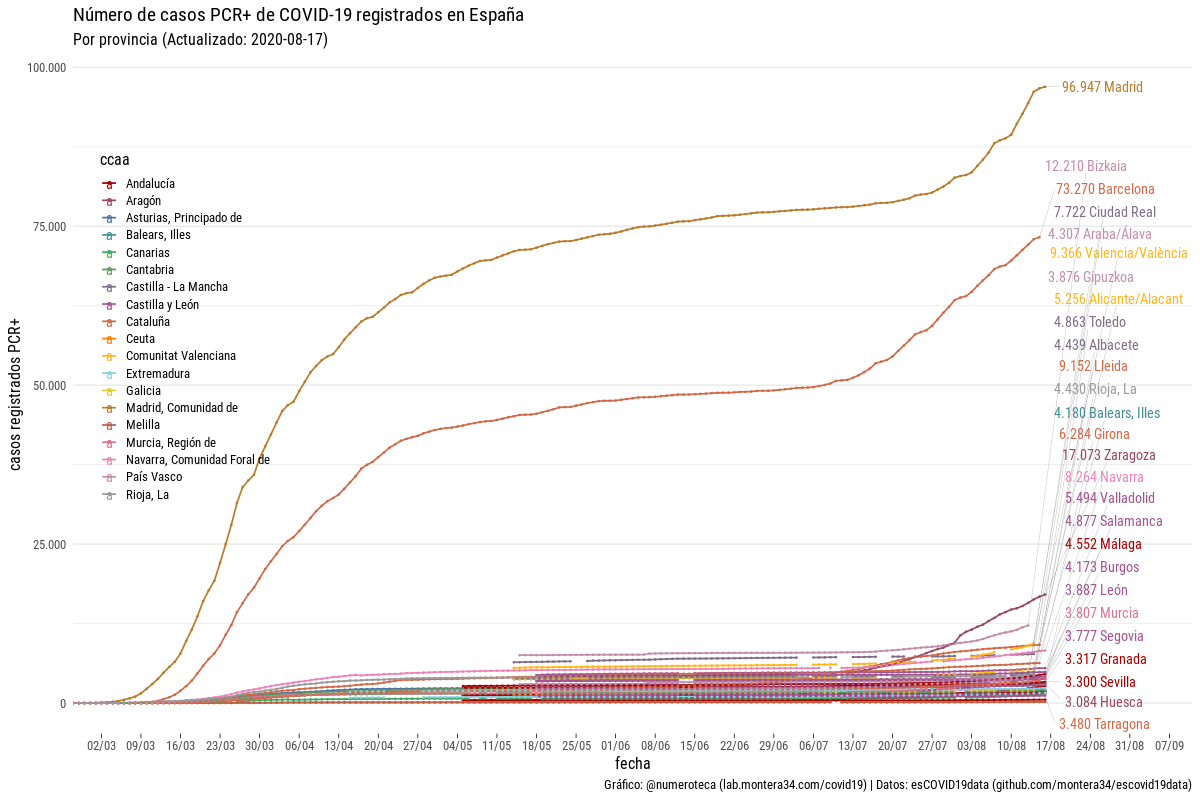 Número de casos PCR+ de COVID-19 registrados en España
Por provincia (Actualizado: 2020-08-17)
casos registrados PCR+
100.000
75.000
50.000
25.000
0
ccaa
Andalucía
Aragón
Asturias, Principado de
Balears, Illes
Canarias
Cantabria
Castilla - La Mancha
Castilla y León
Cataluña
Ceuta
Comunitat Valenciana
Extremadura
Galicia
Madrid, Comunidad de
Melilla
Murcia, Región de
Navarra, Comunidad Foral de
País Vasco
Rioja, La
96.947 Madrid
12.210 Bizkaia
73.270 Barcelona
7.722 Ciudad Real
4.307 Araba/Álava
9.366 Valencia/València
3.876 Gipuzkoa
5.256 Alicante/Alacant
4.863 Toledo
4.439 Albacete
9.152 Lleida
4.430 Rioja, La
4.180 Balears, Illes
6.284 Girona
17.073 Zaragoza
8.264 Navarra
5.494 Valladolid
4.877 Salamanca
4.552 Málaga
4.173 Burgos
3.887 León
3.807 Murcia
3.777 Segovia
3.317 Granada
3.300 Sevilla
3.084 Huesca
3.480 Tarragona
02/03 09/03 16/03 23/03 30/03 06/04 13/04 20/04 27/04 04/05 11/05 18/05 25/05 01/06 08/06 15/06 22/06 29/06 06/07 13/07 20/07 27/07 03/08 10/08 17/08 24/08 31/08 07/09
fecha
Gráfico: @numeroteca (lab.montera34.com/covid19) | Datos: esCOVID19data (github.com/montera34/escovid19data)